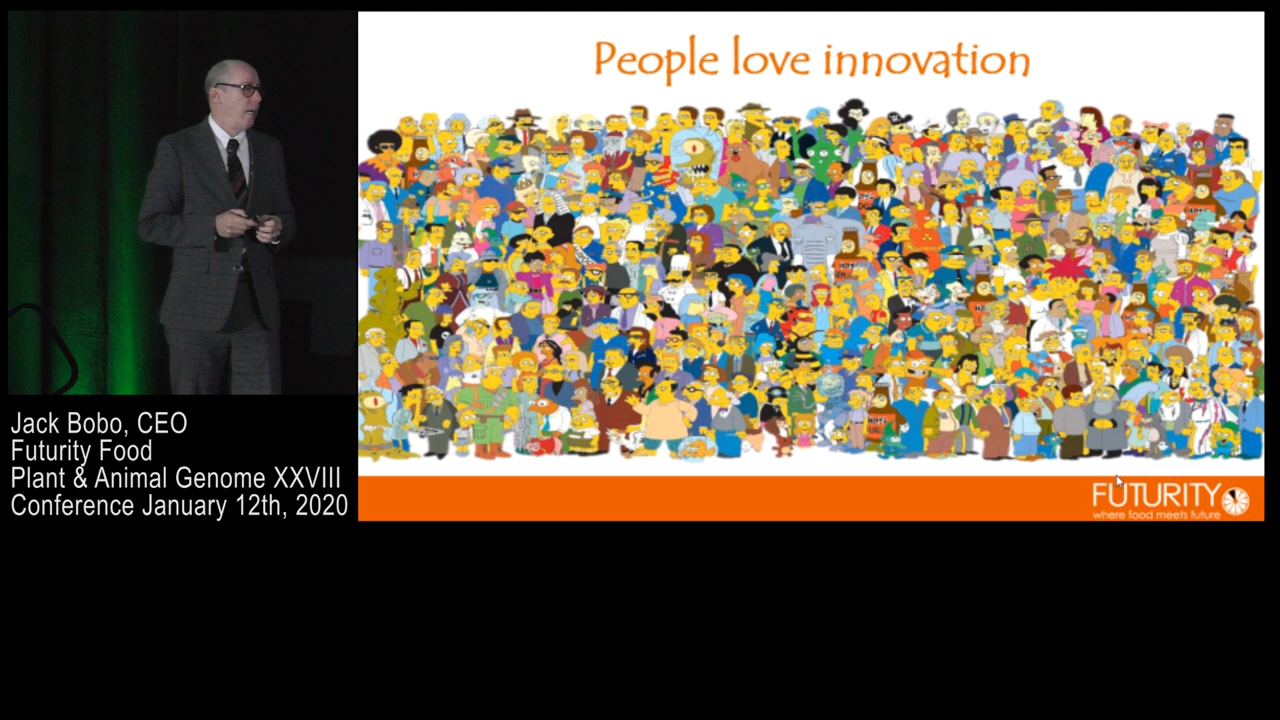 People love innovation
Jack Bobo, CEO
Futurity Food
Plant & Animal Genome XXVIII
Conference January 12th, 2020
FUTURITY
where food meets future